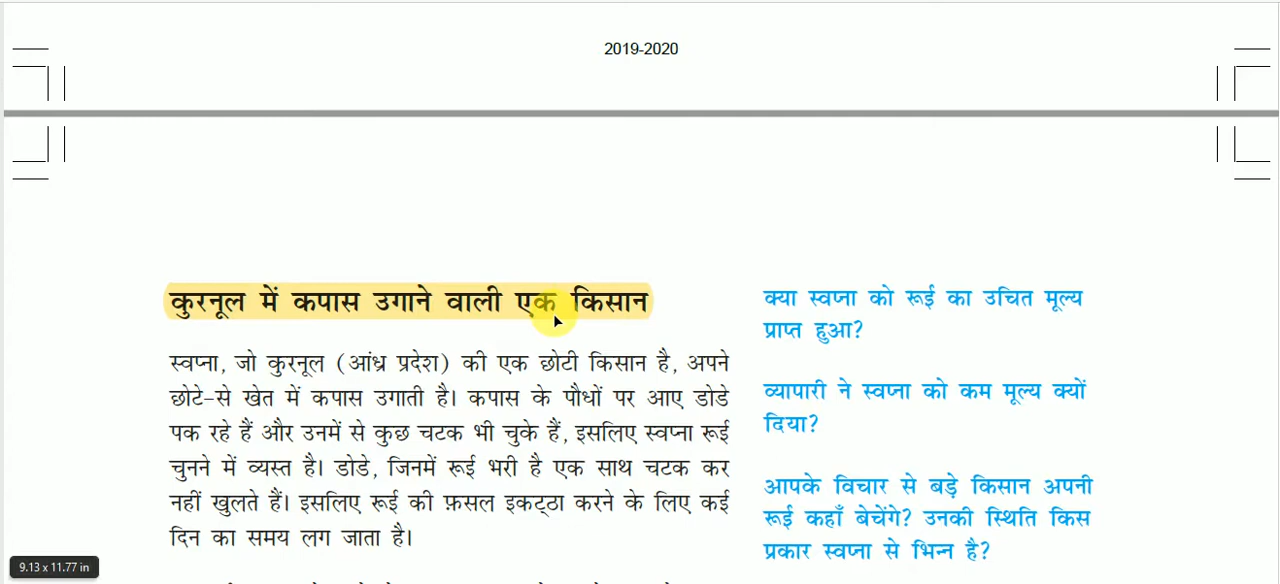 2019-2020
कुरनूल में कपास उगाने वाली एक किसान
स्वप्ना, जो कुरनूल (आंध्र प्रदेश) की एक छोटी किसान है, अपने
छोटे-से खेत में कपास उगाती है। कपास के पौधों पर आए डोडे
पक रहे हैं और उनमें से कुछ चटक भी चुके हैं, इसलिए स्वप्ना रूई
चुनने में व्यस्त है। डोडे, जिनमें रूई भरी है एक साथ चटक कर
नहीं खुलते हैं। इसलिए रूई की फ़सल इकट्ठा करने के लिए कई
दिन का समय लग जाता है।
क्या स्वप्ना को रूई का उचित मूल्य
प्राप्त हुआ?
व्यापारी ने स्वप्ना को कम मूल्य क्यों
दिया?
आपके विचार से बड़े किसान अपनी
रूई कहाँ बेचेंगे? उनकी स्थिति किस
प्रकार स्वप्ना से भिन्न है?
9.13 x 11.77 in